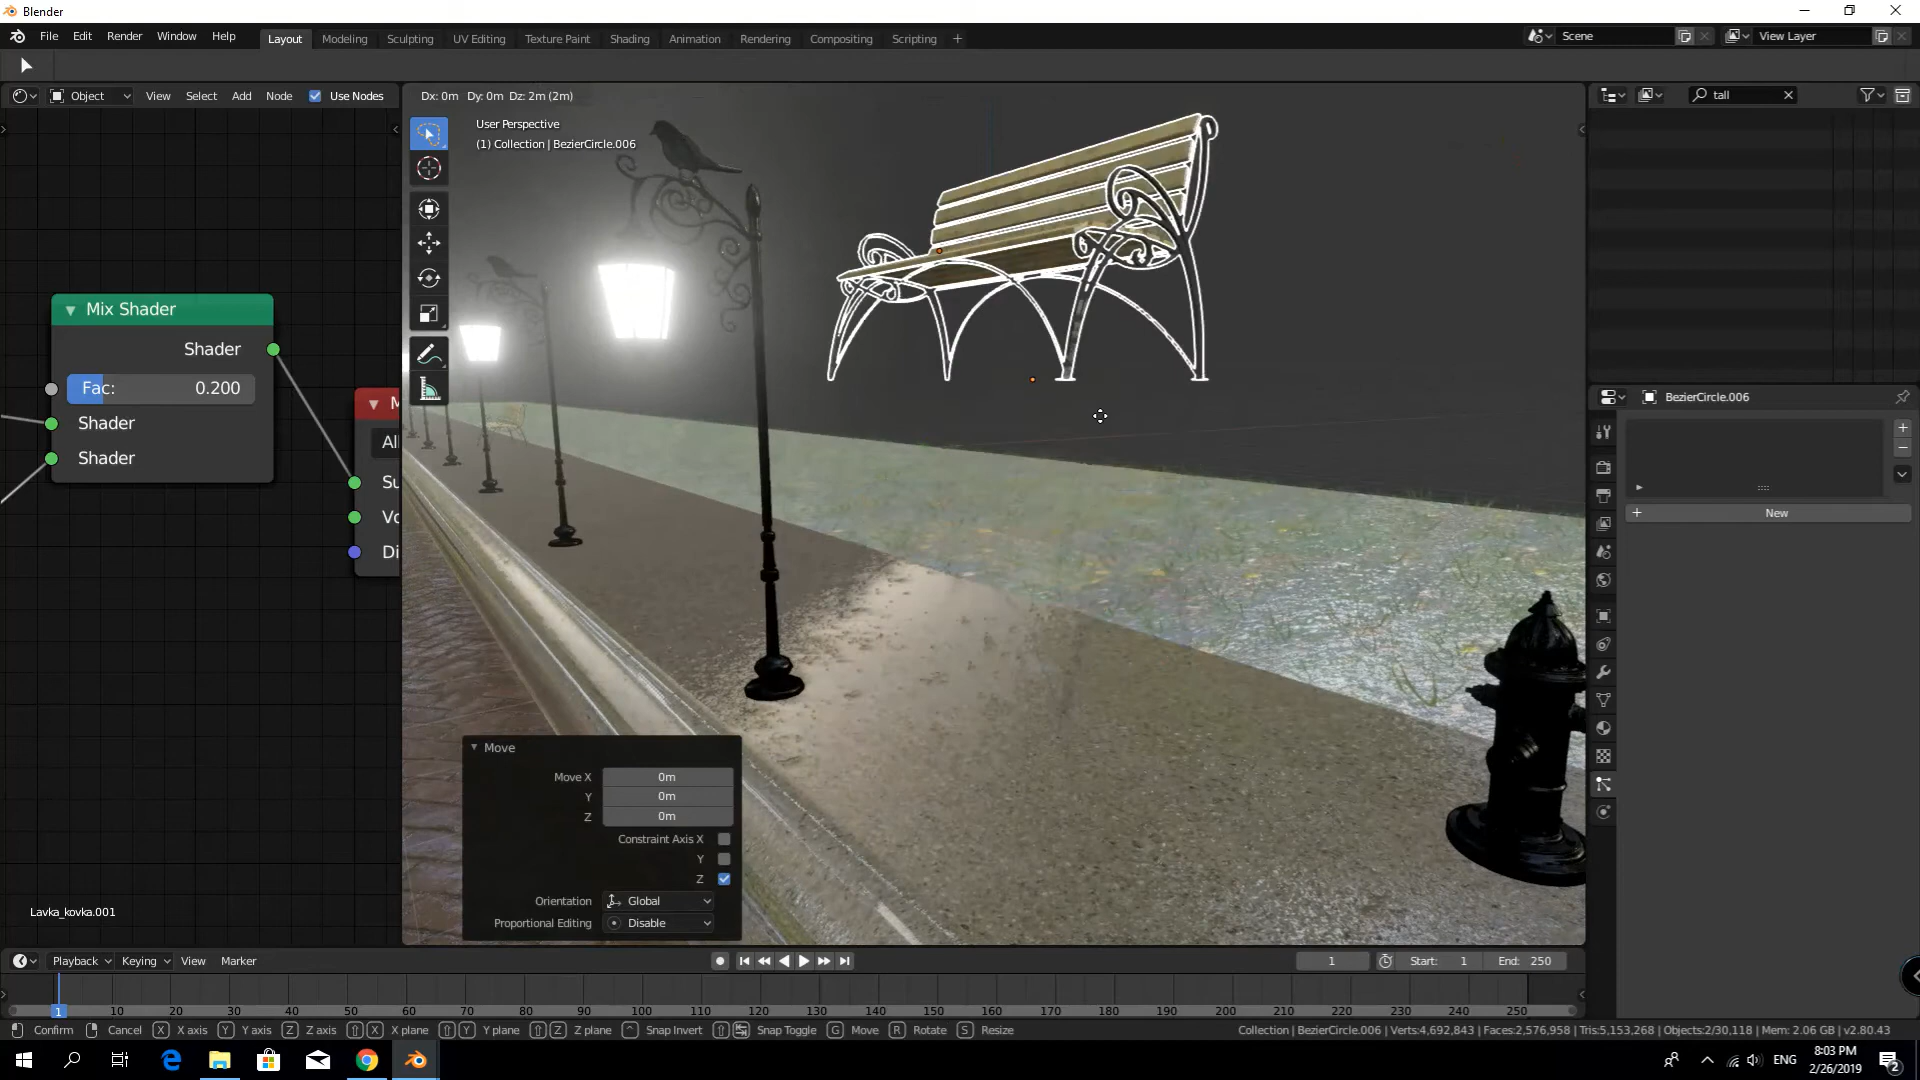 Blender
File Edit Render Window Help
Layout Modeling Sculpting UV Editing Texture Paint Shading Animation Rendering Compositing Scripting +
Scene
View Layer
Object View Select Add Node Use Nodes
Dx: 0m Dy: 0m Dz: 2m (2m)
tall
User Perspective
(1) Collection | BezierCircle.006
Mix Shader
Shader
Fac: 0.200
Shader
Shader
M
All
Su
Vo
Di
Lavka_kovka.001
BezierCircle.006
+ New
Move
Move X 0m
Y 0m
Z 0m
Constraint Axis X
Y
Z
Orientation Global
Proportional Editing Disable
Playback Keying View Marker
1
Start: 1
End: 250
1 10 20 30 40 50 60 70 80 90 100 110 120 130 140 150 160 170 180 190 200 210 220 230 240 250
Confirm Cancel X X axis Y Y axis Z Z axis X X plane Y Y plane Z Z plane ^ Snap Invert Snap Toggle G Move R Rotate S Resize
Collection | BezierCircle.006 | Verts:4,692,843 | Faces:2,576,958 | Tris:5,153,268 | Objects:2/30,118 | Mem: 2.06 GB | v2.80.43
ENG
8:03 PM
2/26/2019
2